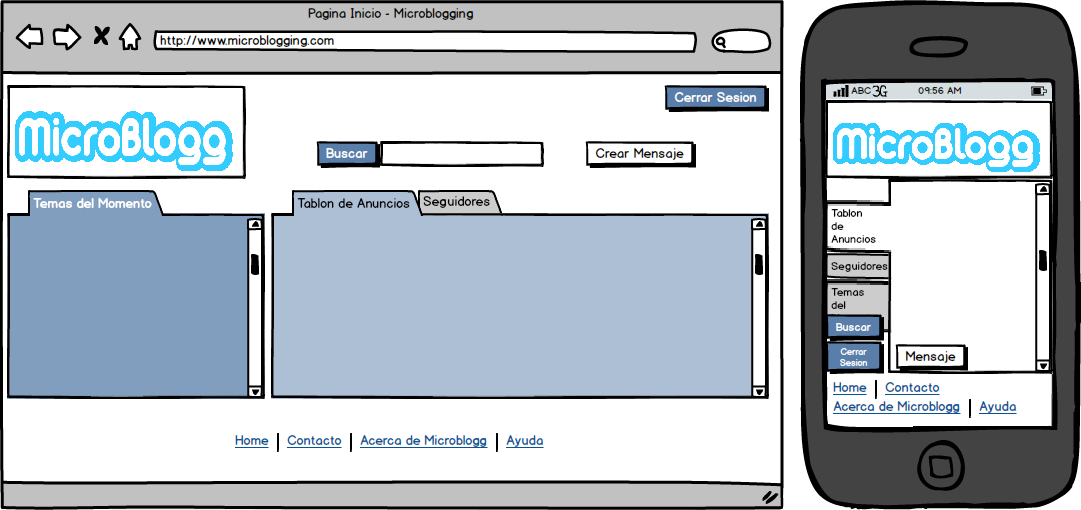 Pagina Inicio - Microblogging
http://www.microblogging.com
MicroBlogg
Cerrar Sesion
Buscar
Crear Mensaje
Temas del Momento
Tablon de Anuncios
Seguidores
Home
Contacto
Acerca de Microblogg
Ayuda
ABC 3G
09:56 AM
MicroBlogg
Tablon
de
Anuncios
Seguidores
Temas
del
Buscar
Cerrar
Sesion
Mensaje
Home
Contacto
Acerca de Microblogg
Ayuda